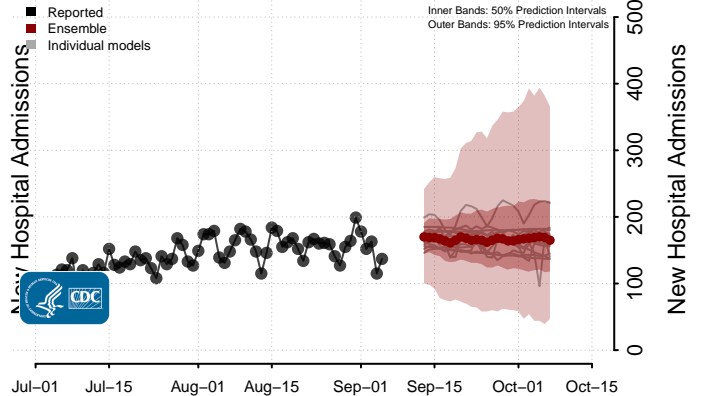 Reported
Ensemble
Individual models
Inner Bands: 50% Prediction Intervals
Outer Bands: 95% Prediction Intervals
New Hospital Admissions
New Hospital Admissions
500
400
300
200
100
0
CDC
Jul–01
Jul–15
Aug–01
Aug–15
Sep–01
Sep–15
Oct–01
Oct–15